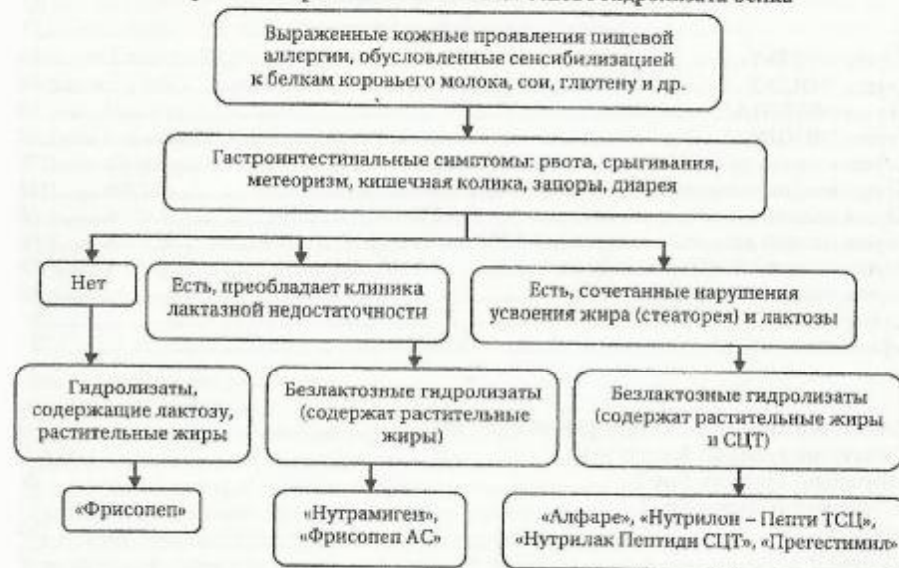 гидролизата белка
Выраженные кожные проявления пищевой
аллергии, обусловленные сенсибилизацией
к белкам коровьего молока, сои, глютену и др.
Гастроинтестинальные симптомы: рвота, срыгивания,
метеоризм, кишечная колика, запоры, диарея
Нет
Есть, преобладает клиника
лактазной недостаточности
Есть, сочетанные нарушения
усвоения жира (стеаторея) и лактозы
Гидролизаты,
содержащие лактозу,
растительные жиры
Безлактозные гидролизаты
(содержат растительные
жиры)
Безлактозные гидролизаты
(содержат растительные жиры
и СЦТ)
«Фрисопеп»
«Нутрамиген»,
«Фрисопеп АС»
«Алфаре», «Нутрилон – Пепти ТСЦ»,
«Нутрилак Пептиди СЦТ», «Прегестимил»